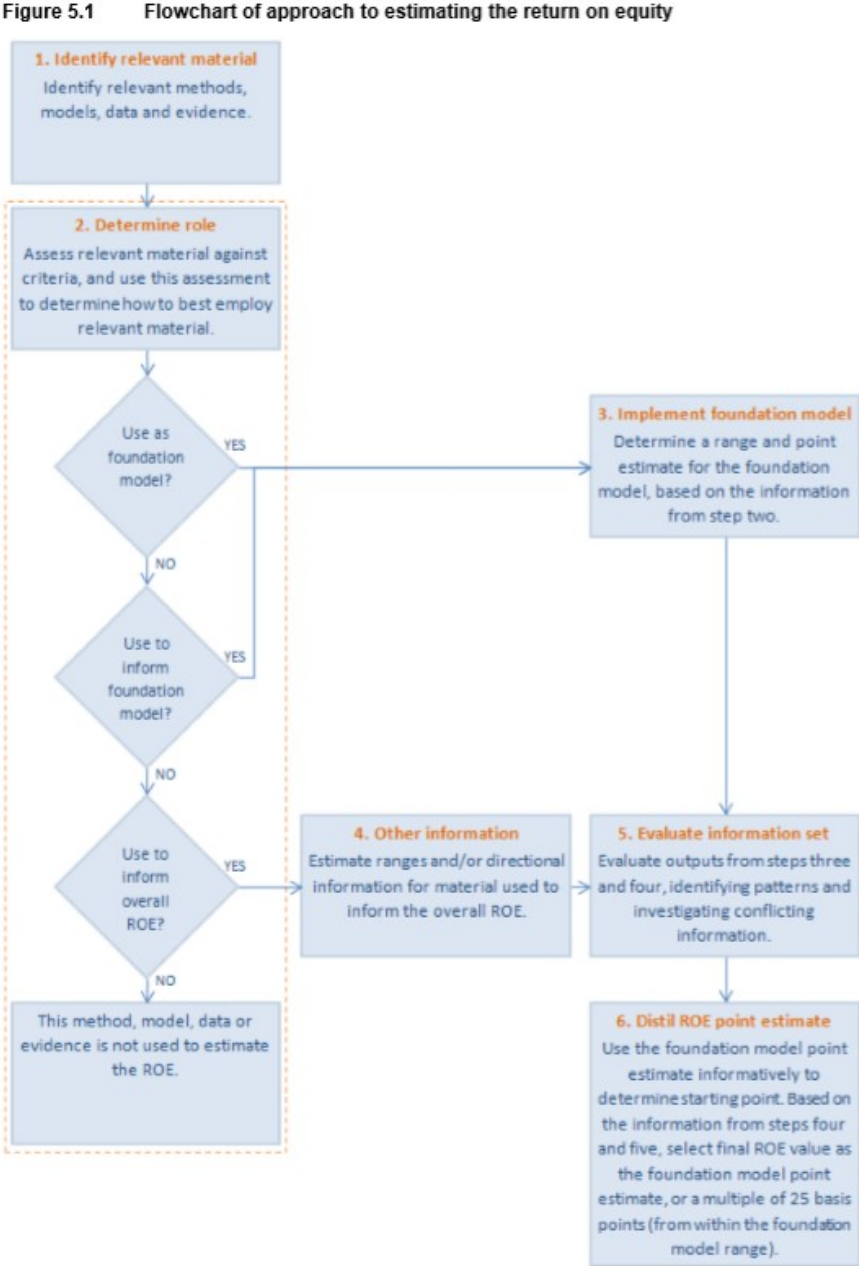 Figure 5.1 Flowchart of approach to estimating the return on equity
1. Identify relevant material
Identify relevant methods,
models, data and evidence.
2. Determine role
Assess relevant material against
criteria, and use this assessment
to determine how to best employ
relevant material.
Use as
foundation
model?
YES
NO
3. Implement foundation model
Determine a range and point
estimate for the foundation
model, based on the information
from step two.
Use to
inform
foundation
model?
YES
NO
Use to
inform
overall
ROE?
YES
NO
4. Other information
Estimate ranges and/or directional
information for material used to
inform the overall ROE.
5. Evaluate information set
Evaluate outputs from steps three
and four, identifying patterns and
investigating conflicting
information.
This method, model, data or
evidence is not used to estimate
the ROE.
6. Distil ROE point estimate
Use the foundation model point
estimate informatively to
determine starting point. Based on
the information from steps four
and five, select final ROE value as
the foundation model point
estimate, or a multiple of 25 basis
points (from within the foundation
model range).